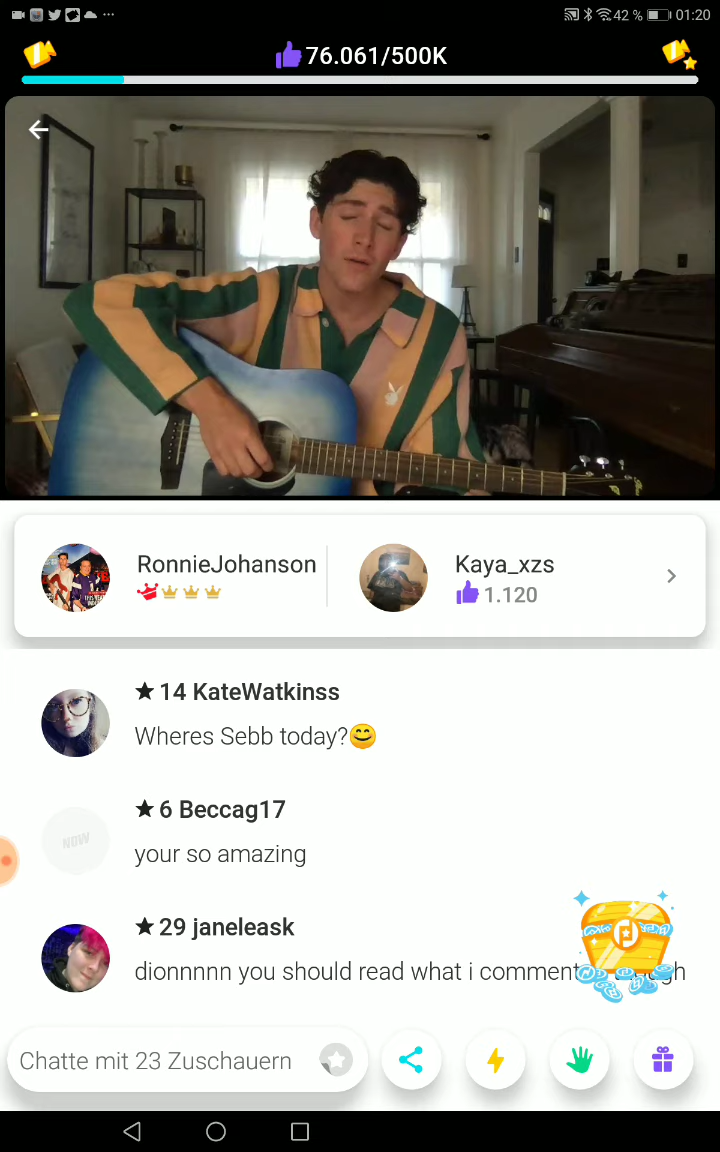 42 % 01:20
76.061/500K
RonnieJohanson
Kaya_xzs
1.120
14 KateWatkinss
Wheres Sebb today?😊
6 Beccag17
NOW
your so amazing
29 janeleask
dionnnnn you should read what i comment
Chatte mit 23 Zuschauern